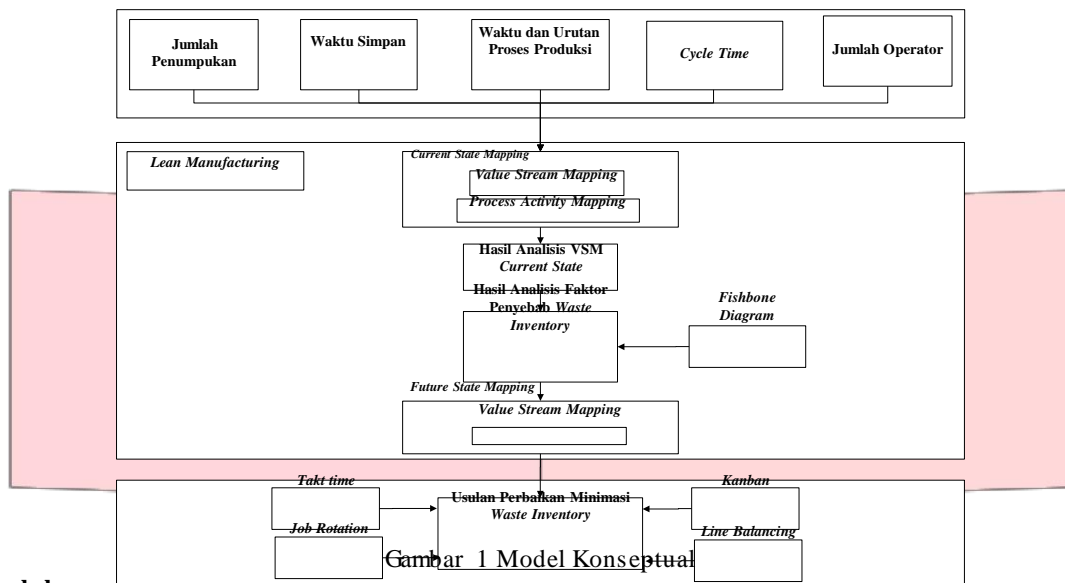 Jumlah
Penumpukan
Waktu Simpan
Waktu dan Urutan
Proses Produksi
Cycle Time
Jumlah Operator
Lean Manufacturing
Current State Mapping
Value Stream Mapping
Process Activity Mapping
Hasil Analisis VSM
Current State
Hasil Analisis Faktor
Penyebab Waste
Inventory
Fishbone
Diagram
Future State Mapping
Value Stream Mapping
Takt time
Usulan Perbaikan Minimasi
Waste Inventory
Kanban
Job Rotation
Line Balancing
Gambar 1 Model Konseptual